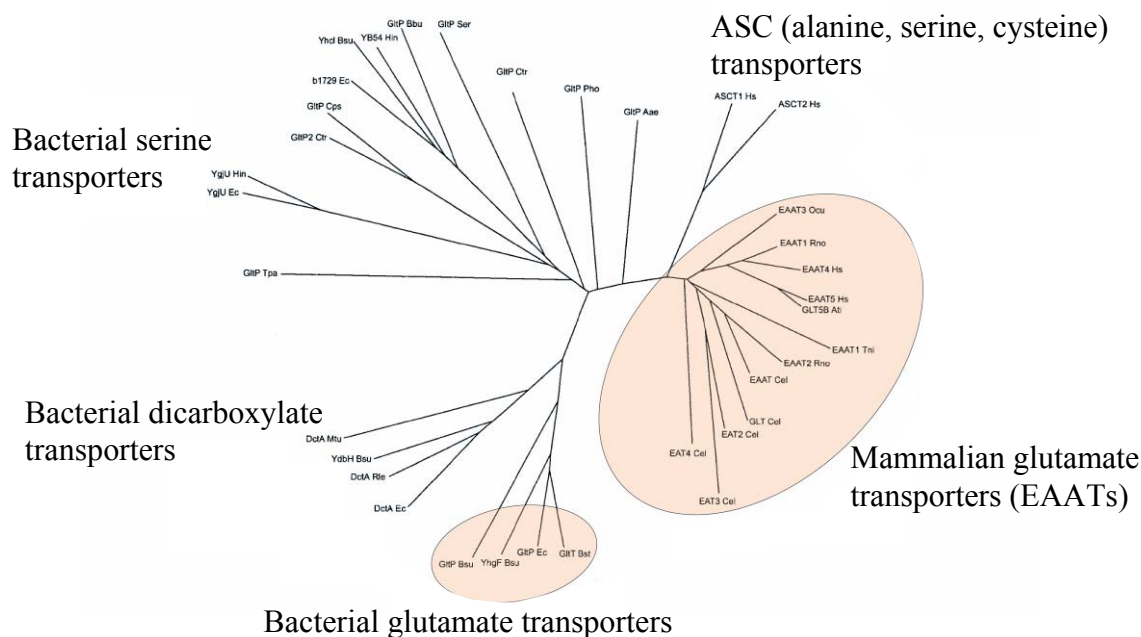 ASC (alanine, serine, cysteine)
transporters
GltP Bbu
GltP Ser
YB54 Hin
Yhcl Bsu
b1729 Ec
GltP Ctr
GltP Pho
GltP Aae
ASCT1 Hs
ASCT2 Hs
GltP Cps
GltP2 Ctr
Bacterial serine
transporters
YgjU Hin
YgjU Ec
GltP Tpa
EAAT3 Ocu
EAAT1 Rno
EAAT4 Hs
EAAT5 Hs
GLT5B Ati
EAAT1 Tni
EAAT2 Rno
EAAT Cel
GLT Cel
EAT2 Cel
EAT4 Cel
EAT3 Cel
Mammalian glutamate
transporters (EAATs)
Bacterial dicarboxylate
transporters
DctA Mtu
YdbH Bsu
DctA Rle
DctA Ec
GltP Bsu
YhgF Bsu
GltP Ec
GltT Bst
Bacterial glutamate transporters